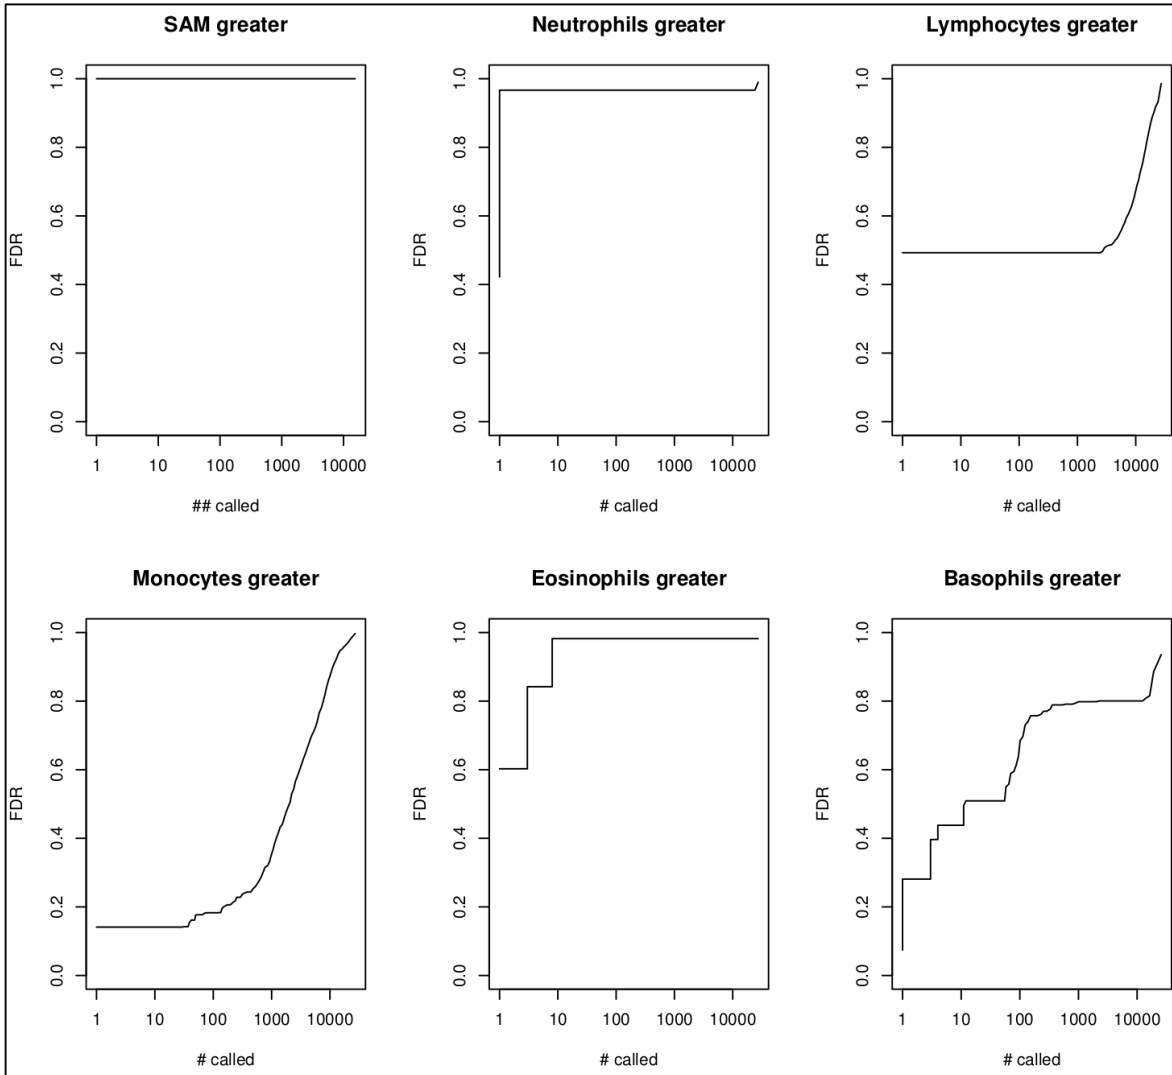 SAM greater
FDR
0.0 0.2 0.4 0.6 0.8 1.0
1 10 100 1000 10000
## called
Neutrophils greater
FDR
0.0 0.2 0.4 0.6 0.8 1.0
1 10 100 1000 10000
# called
Lymphocytes greater
FDR
0.0 0.2 0.4 0.6 0.8 1.0
1 10 100 1000 10000
# called
Monocytes greater
FDR
0.0 0.2 0.4 0.6 0.8 1.0
1 10 100 1000 10000
# called
Eosinophils greater
FDR
0.0 0.2 0.4 0.6 0.8 1.0
1 10 100 1000 10000
# called
Basophils greater
FDR
0.0 0.2 0.4 0.6 0.8 1.0
1 10 100 1000 10000
# called